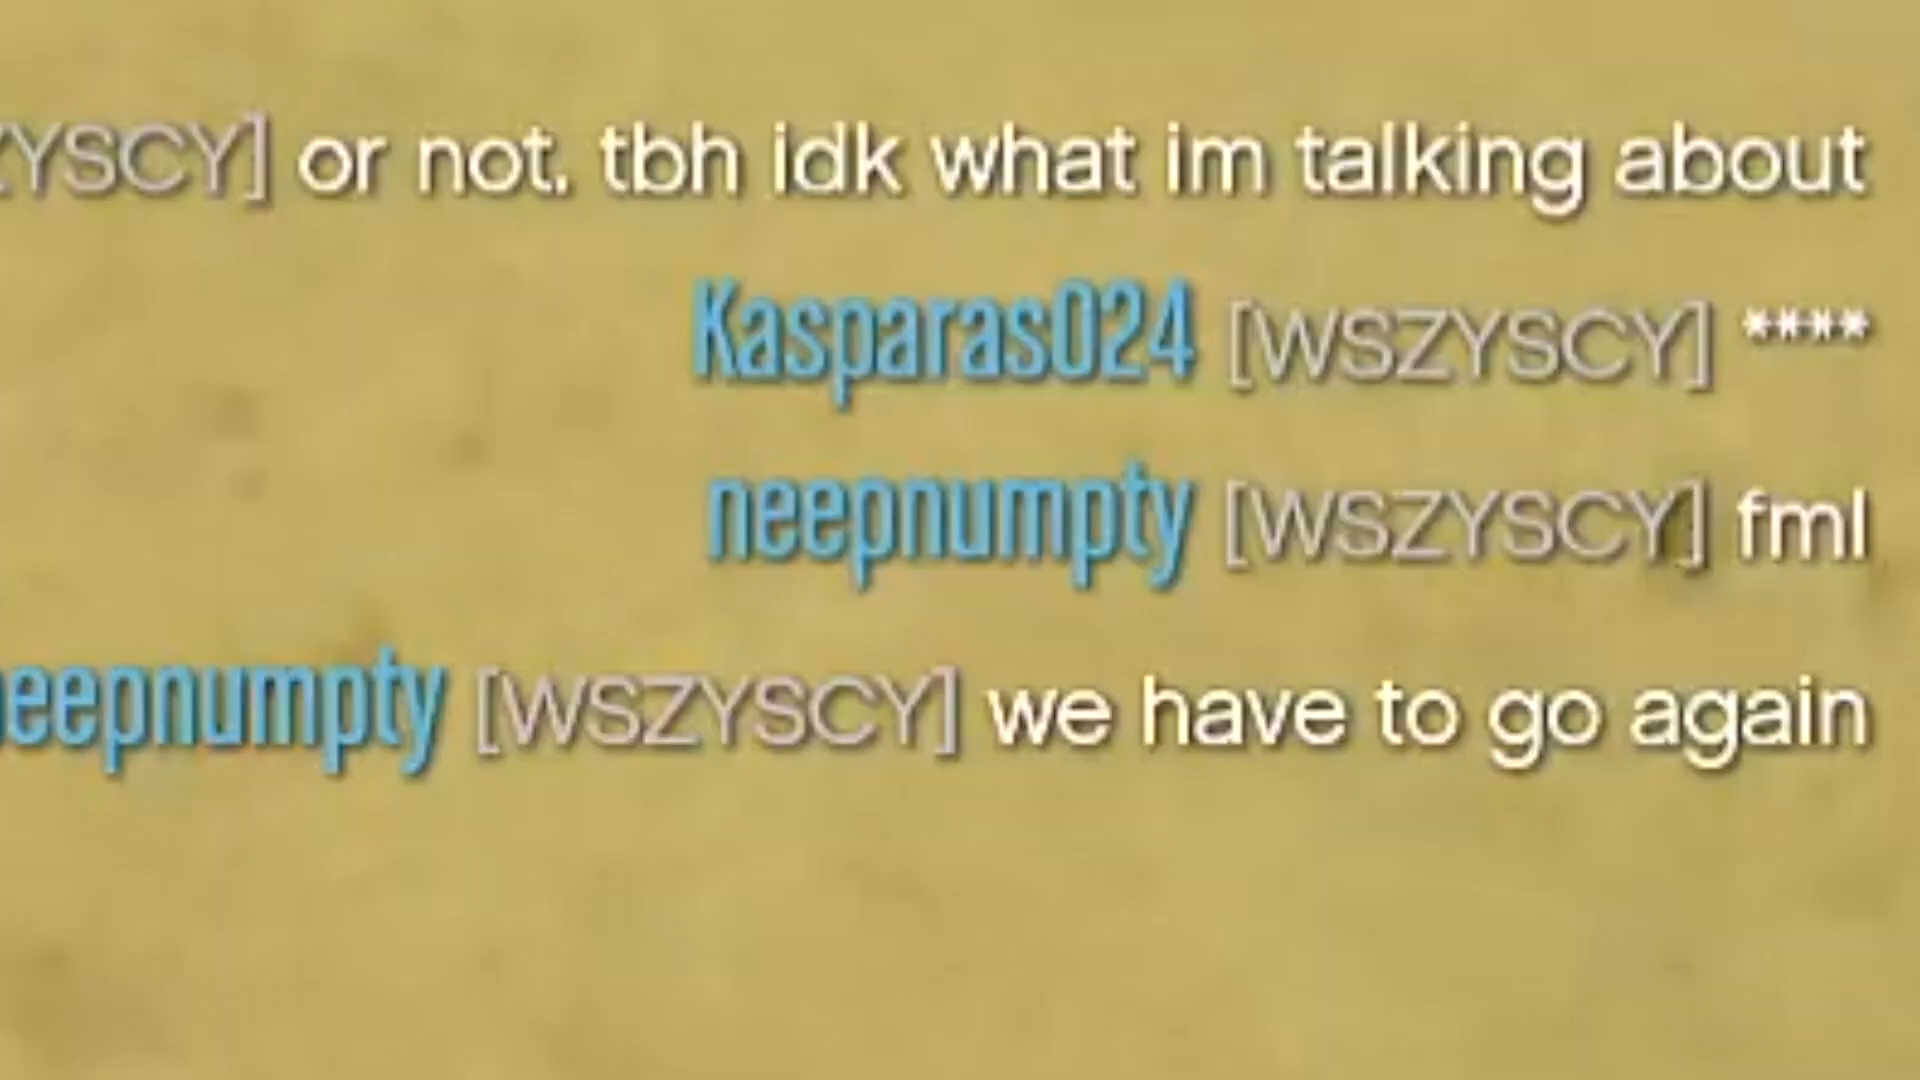 ZYSCY] or not. tbh idk what im talking about
Kasparas024 [WSZYSCY] ****
neepnumpty [WSZYSCY] fml
eepnumpty [WSZYSCY] we have to go again